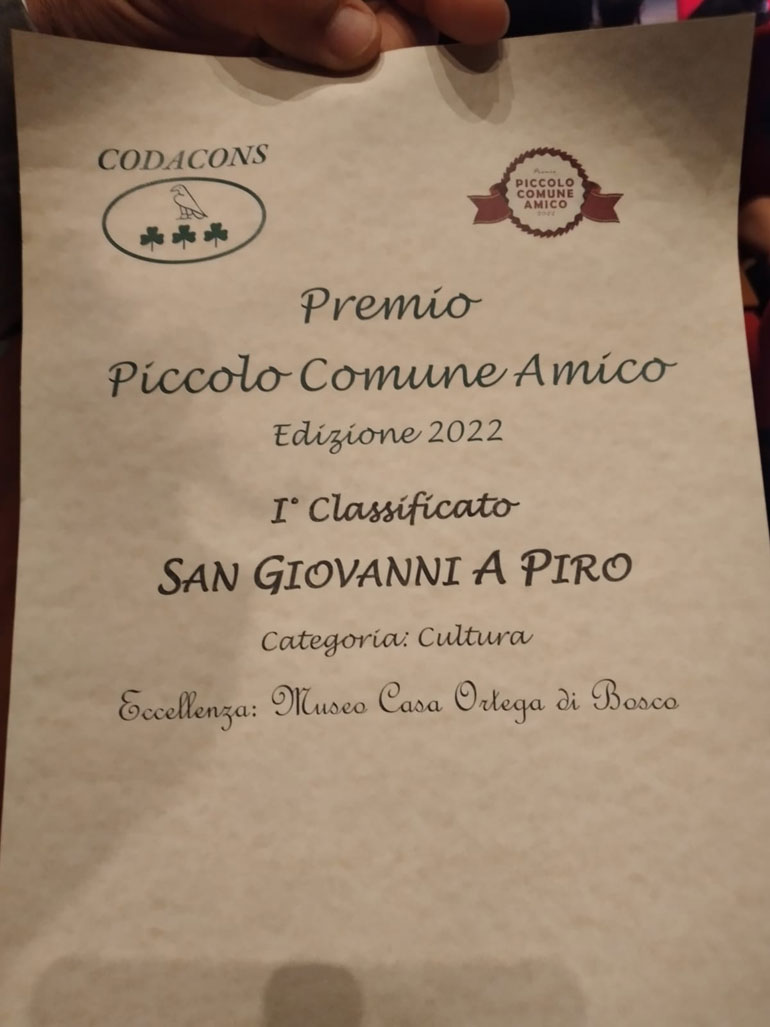 CODACONS
Premio
PICCOLO
COMUNE
AMICO
2022
Premio
Piccolo Comune Amico
Edizione 2022
I° Classificato
SAN GIOVANNI A PIRO
Categoria: Cultura
Eccellenza: Museo Casa Ortega di Bosco